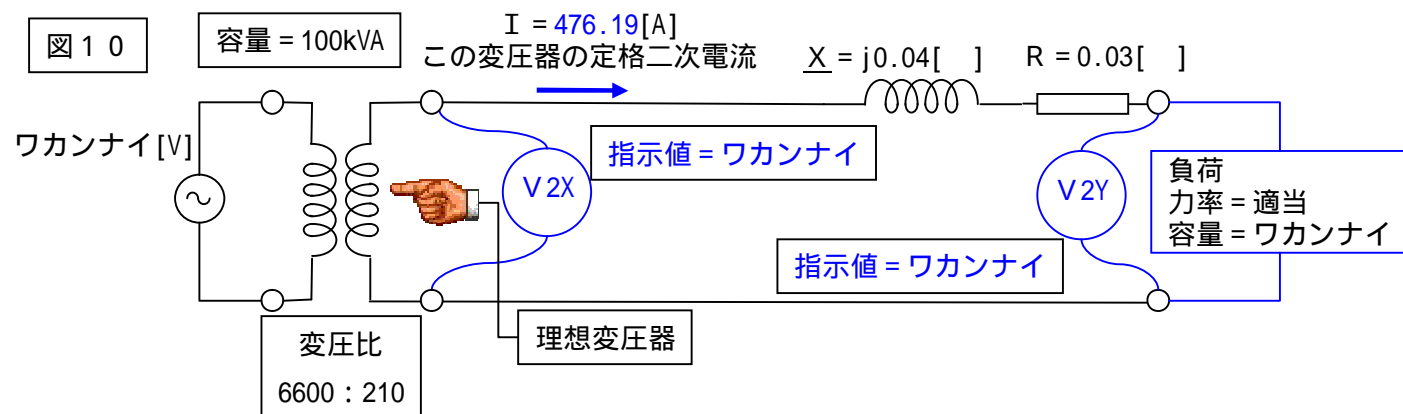 図１０
容量＝100kVA
Ｉ＝476.19[A]
この変圧器の定格二次電流
X＝j0.04[　]
R＝0.03[　]
ワカンナイ[V]
指示値＝ワカンナイ
Ｖ2X
Ｖ2Y
負荷
力率＝適当
容量＝ワカンナイ
指示値＝ワカンナイ
理想変圧器
変圧比
6600：210